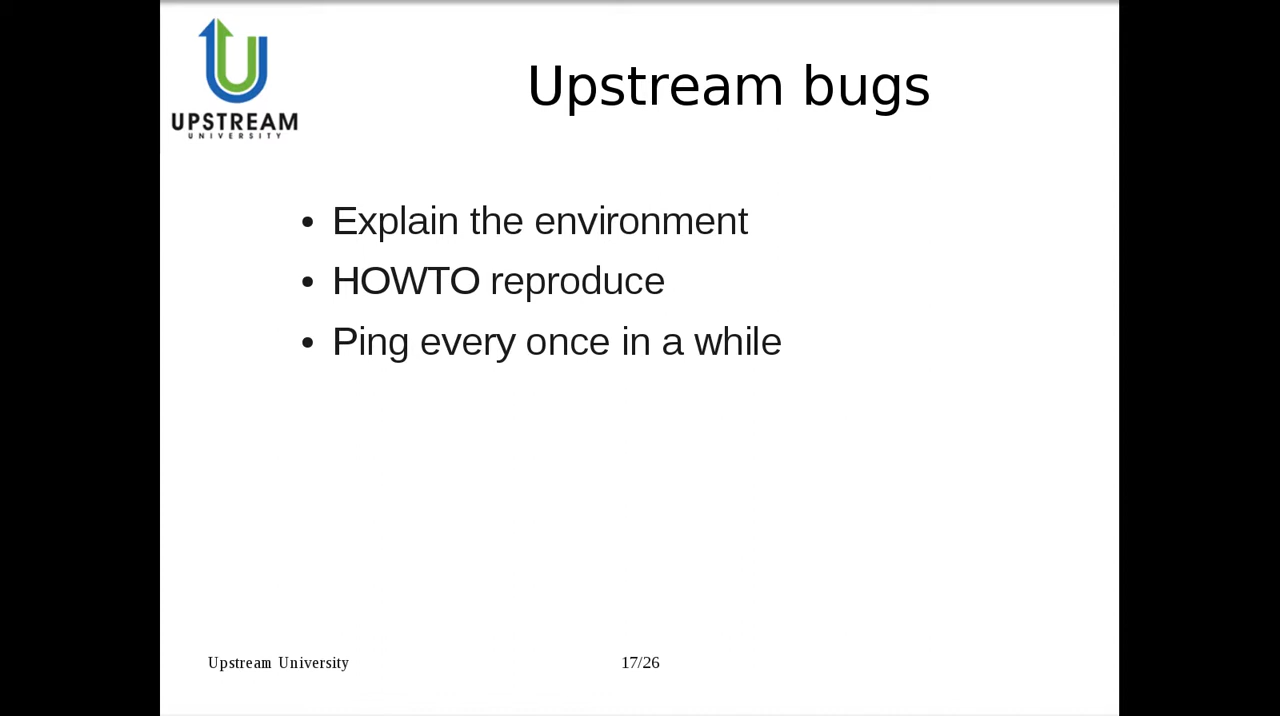 UPSTREAM
UNIVERSITY
Upstream bugs
• Explain the environment
• HOWTO reproduce
• Ping every once in a while
Upstream University
17/26